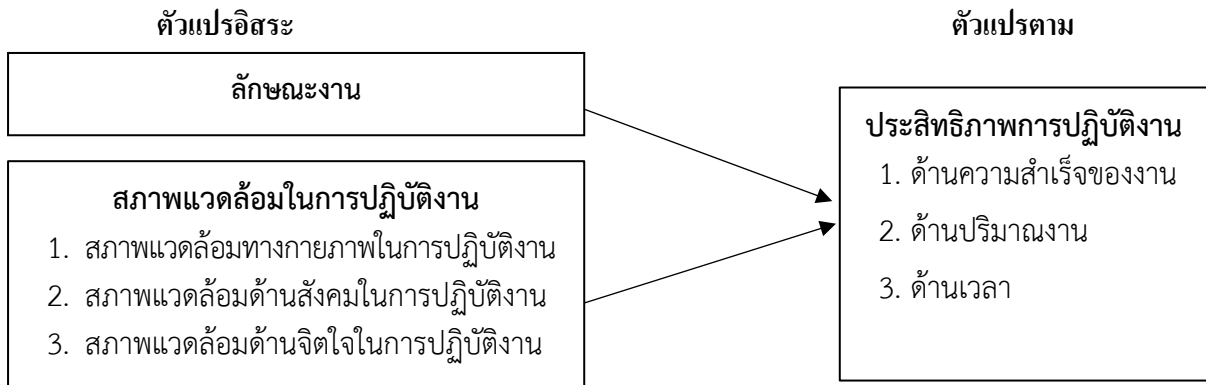 ตัวแปรอิสระ
ตัวแปรตาม
ลักษณะงาน
สภาพแวดล้อมในการปฏิบัติงาน
1. สภาพแวดล้อมทางกายภาพในการปฏิบัติงาน
2. สภาพแวดล้อมด้านสังคมในการปฏิบัติงาน
3. สภาพแวดล้อมด้านจิตใจในการปฏิบัติงาน
ประสิทธิภาพการปฏิบัติงาน
1. ด้านความสำเร็จของงาน
2. ด้านปริมาณงาน
3. ด้านเวลา